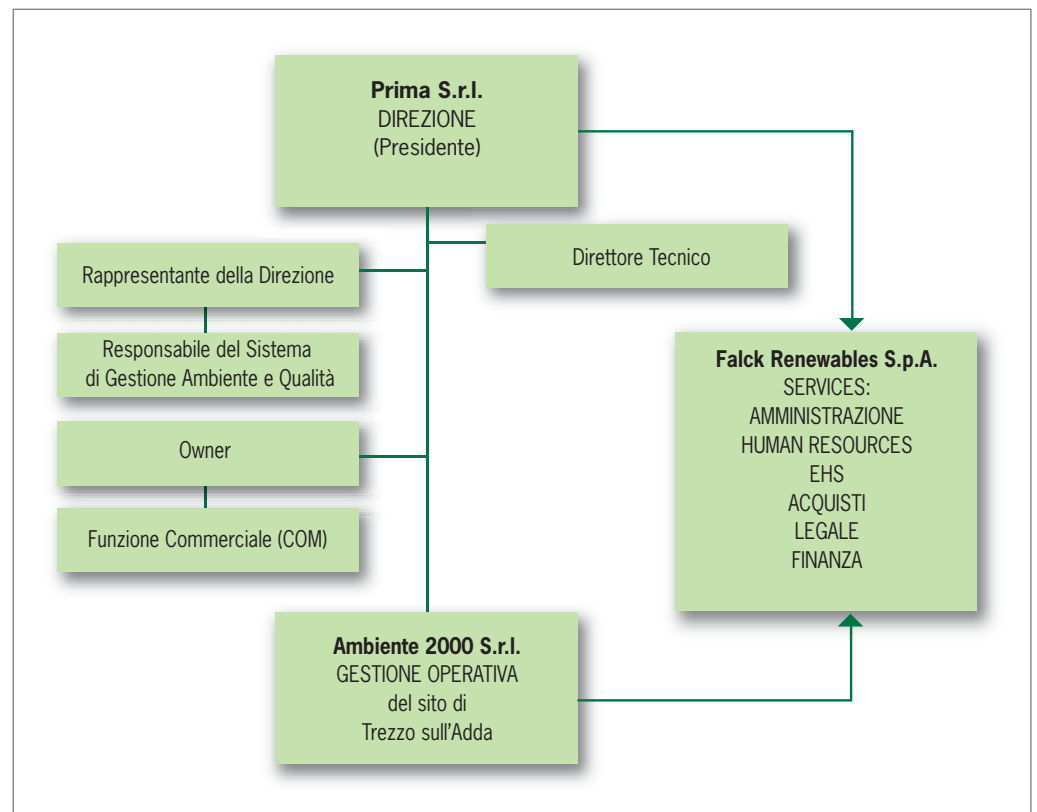 Prima S.r.l.
DIREZIONE
(Presidente)
Direttore Tecnico
Rappresentante della Direzione
Responsabile del Sistema
di Gestione Ambiente e Qualità
Owner
Funzione Commerciale (COM)
Falck Renewables S.p.A.
SERVICES:
AMMINISTRAZIONE
HUMAN RESOURCES
EHS
ACQUISTI
LEGALE
FINANZA
Ambiente 2000 S.r.l.
GESTIONE OPERATIVA
del sito di
Trezzo sull'Adda